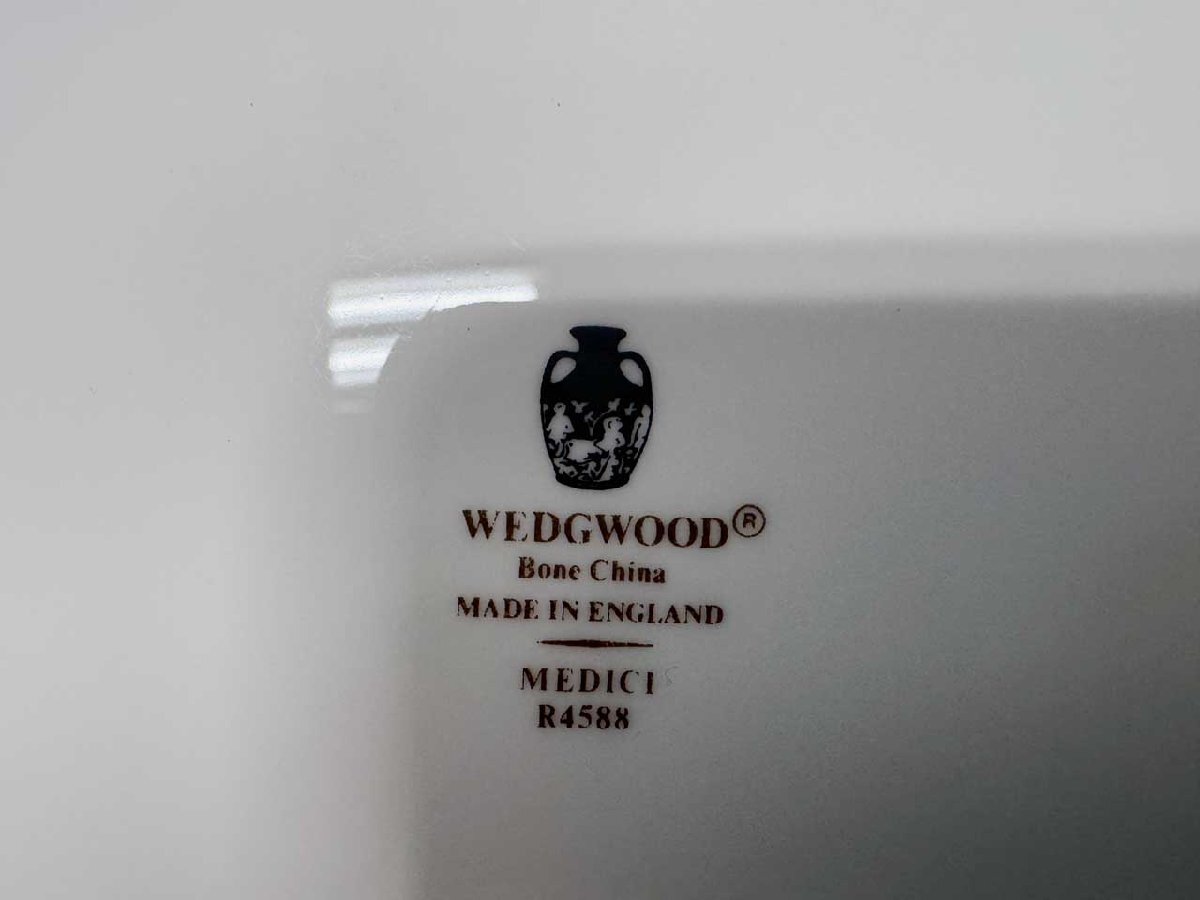 WEDGWOOD®
Bone China
MADE IN ENGLAND
MEDICI
R4588